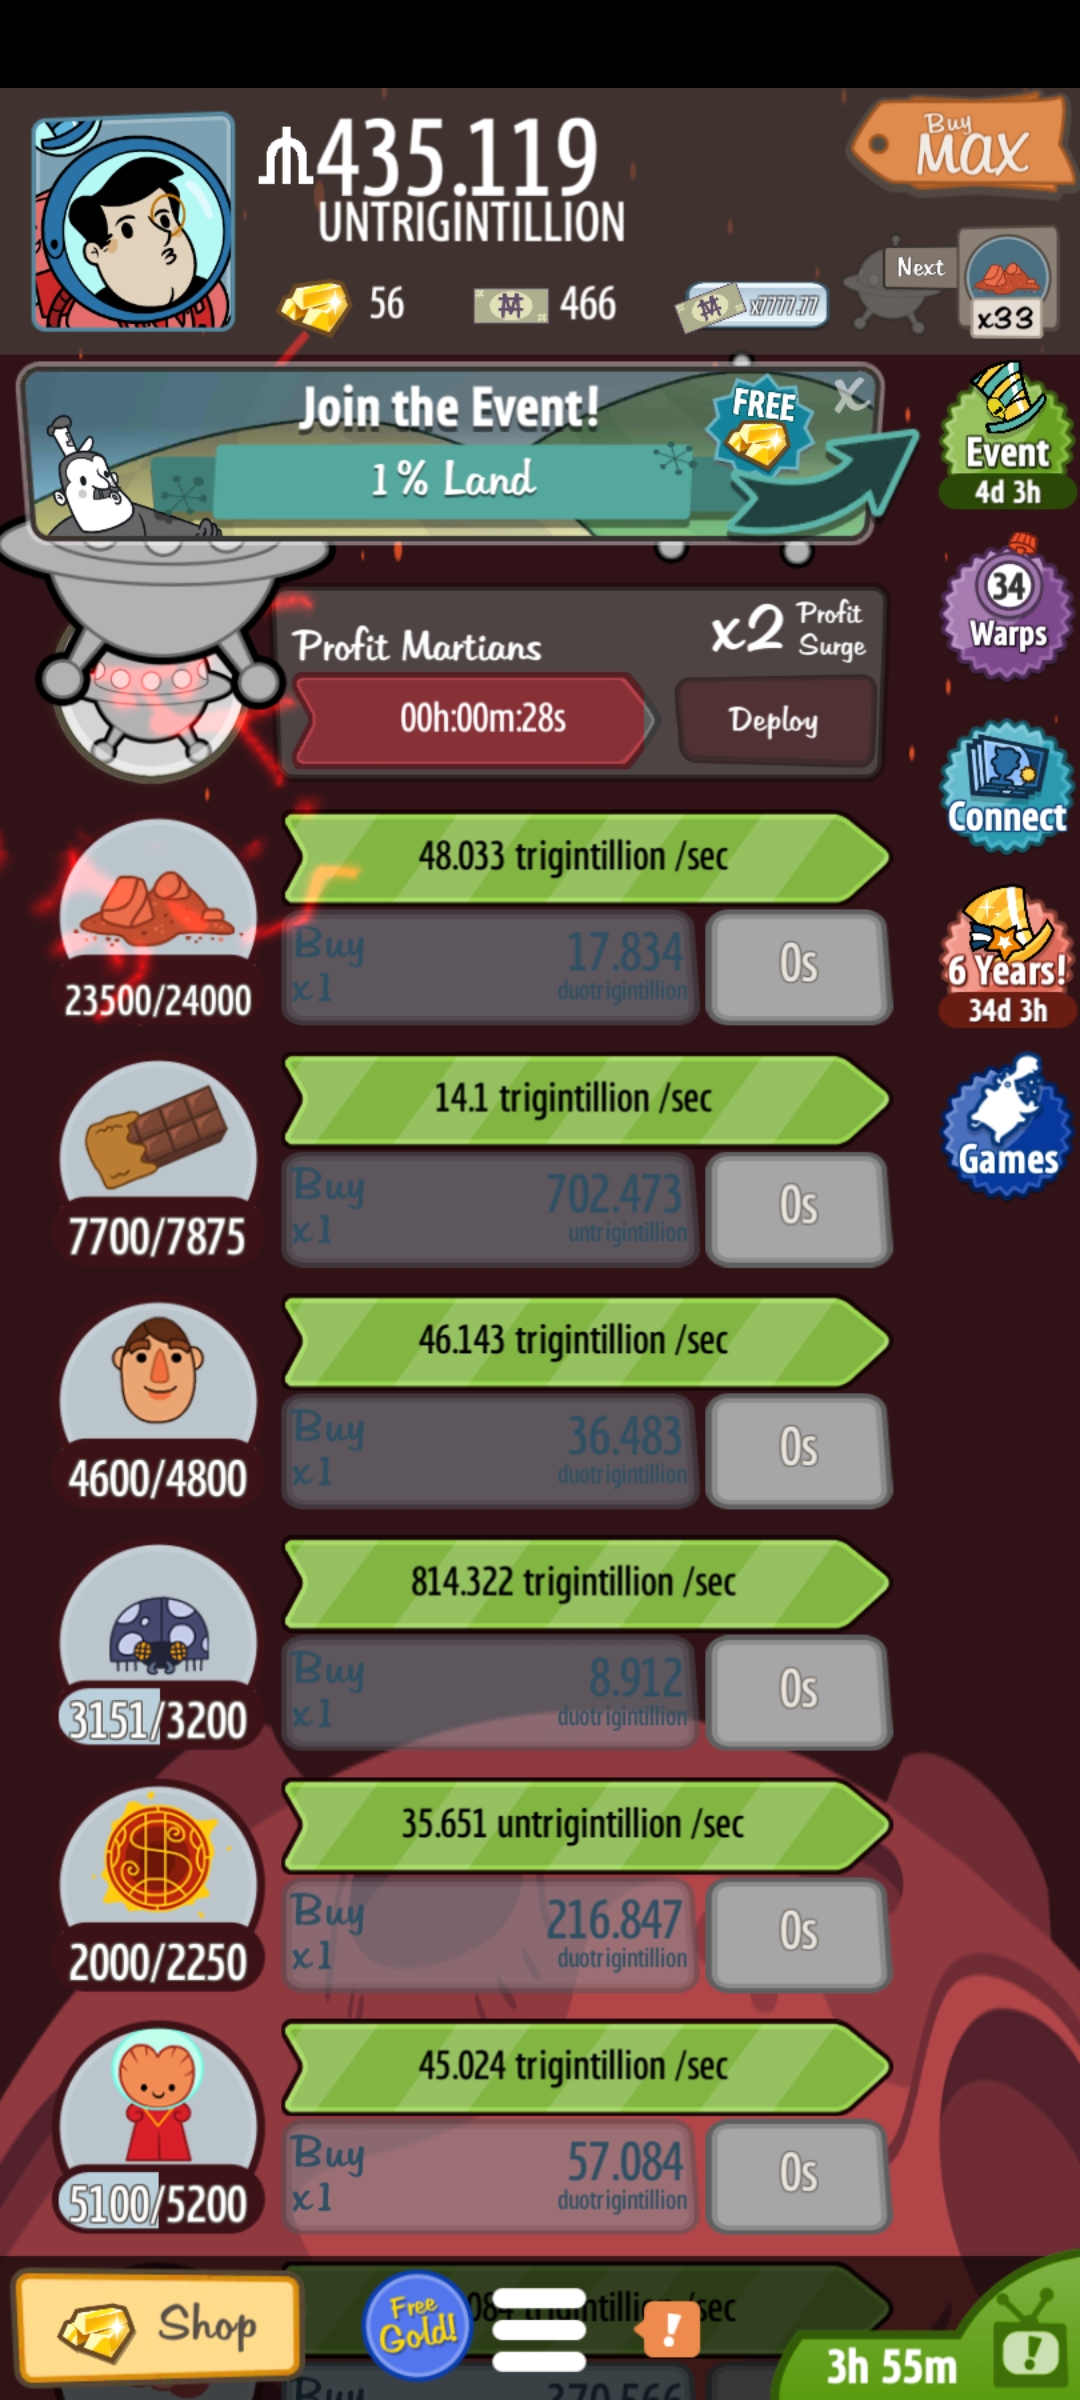 435.119
UNTRIGINTILLION
Buy
MAX
56
466
x7777.77
Next
x33
Join the Event!
1% Land
FREE
X
Event
4d 3h
Profit Martians
x2 Profit Surge
00h:00m:28s
Deploy
34
Warps
Connect
6 Years!
34d 3h
Games
48.033 trigintillion /sec
Buy
x1
17.834
duotrigintillion
0s
23500/24000
14.1 trigintillion /sec
Buy
x1
702.473
untrigintillion
0s
7700/7875
46.143 trigintillion /sec
Buy
x1
36.483
duotrigintillion
0s
4600/4800
814.322 trigintillion /sec
Buy
x1
8.912
duotrigintillion
0s
3151/3200
35.651 untrigintillion /sec
Buy
x1
216.847
duotrigintillion
0s
2000/2250
45.024 trigintillion /sec
Buy
x1
57.084
duotrigintillion
0s
5100/5200
Shop
Free
Gold!
/sec
!
3h 55m
!
Buy
370.566